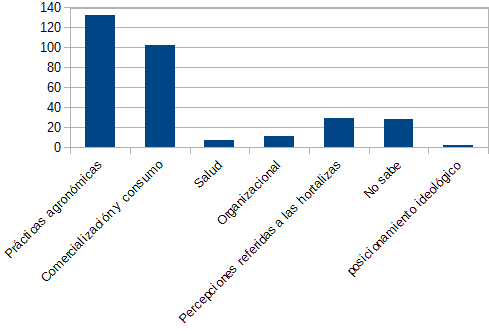 140
120
100
80
60
40
20
0
Prácticas agronómicas
Comercialización y consumo
Salud
Organizacional
Percepciones referidas a las hortalizas
No sabe
posicionamiento ideológico